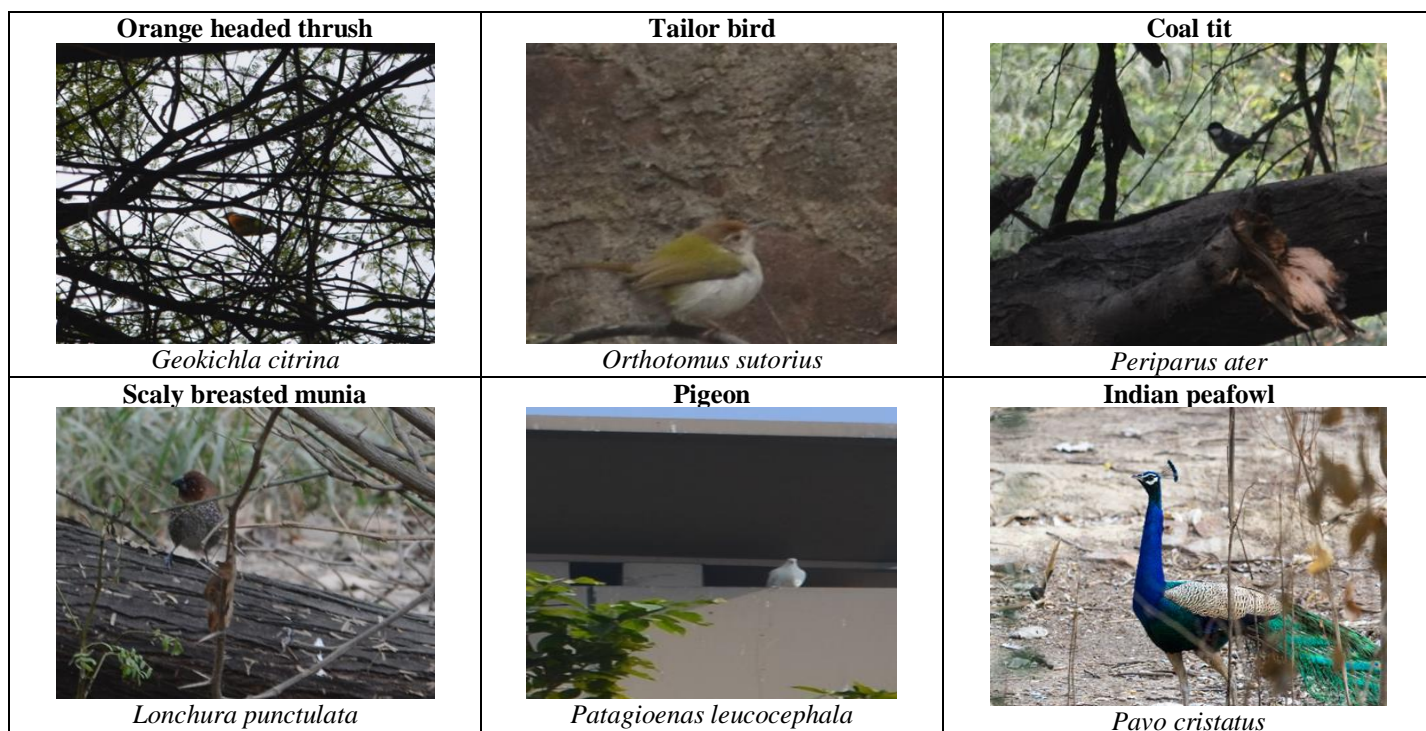 Orange headed thrush
Tailor bird
Coal tit
Geokichla citrina
Orthotomus sutorius
Periparus ater
Scaly breasted munia
Pigeon
Indian peafowl
Lonchura punctulata
Patagioenas leucocephala
Pavo cristatus